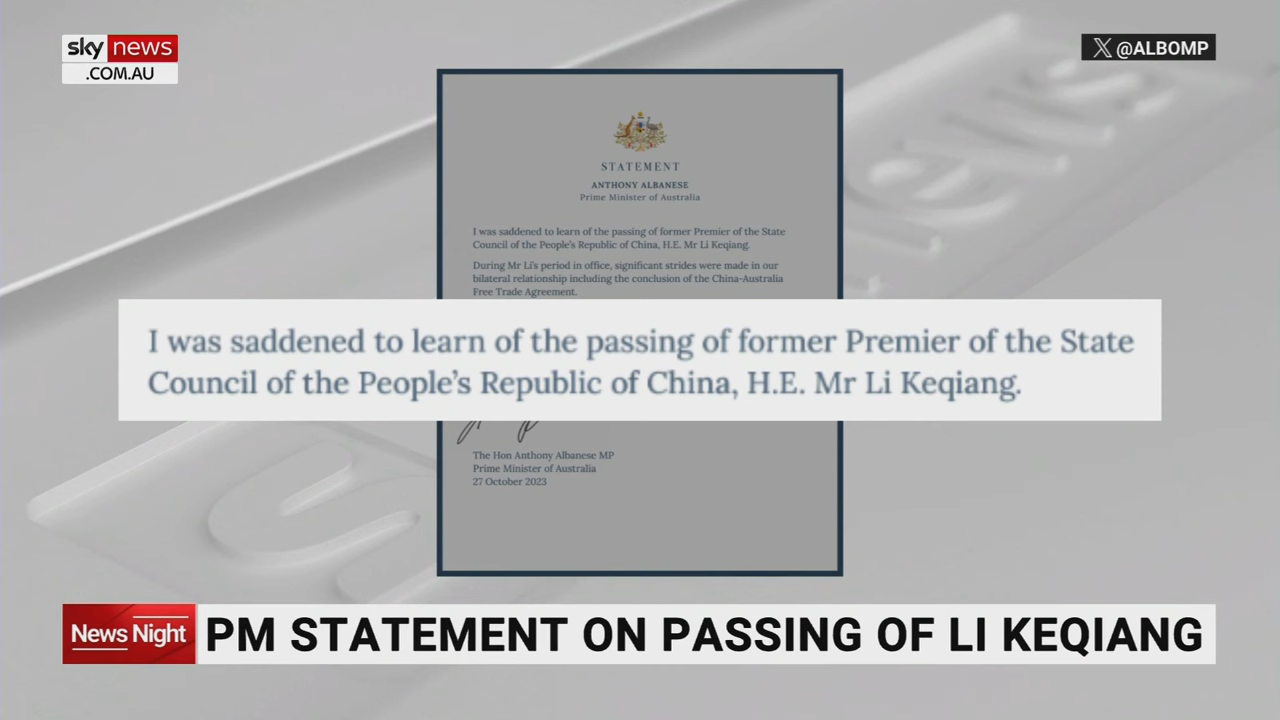 sky news
.COM.AU
X @ALBOMP
STATEMENT
ANTHONY ALBANESE
Prime Minister of Australia
I was saddened to learn of the passing of former Premier of the State
Council of the People's Republic of China, H.E. Mr Li Keqiang.
During Mr Li's period in office, significant strides were made in our
bilateral relationship including the conclusion of the China-Australia
Free Trade Agreement.
I was saddened to learn of the passing of former Premier of the State
Council of the People's Republic of China, H.E. Mr Li Keqiang.
The Hon Anthony Albanese MP
Prime Minister of Australia
27 October 2023
News Night
PM STATEMENT ON PASSING OF LI KEQIANG